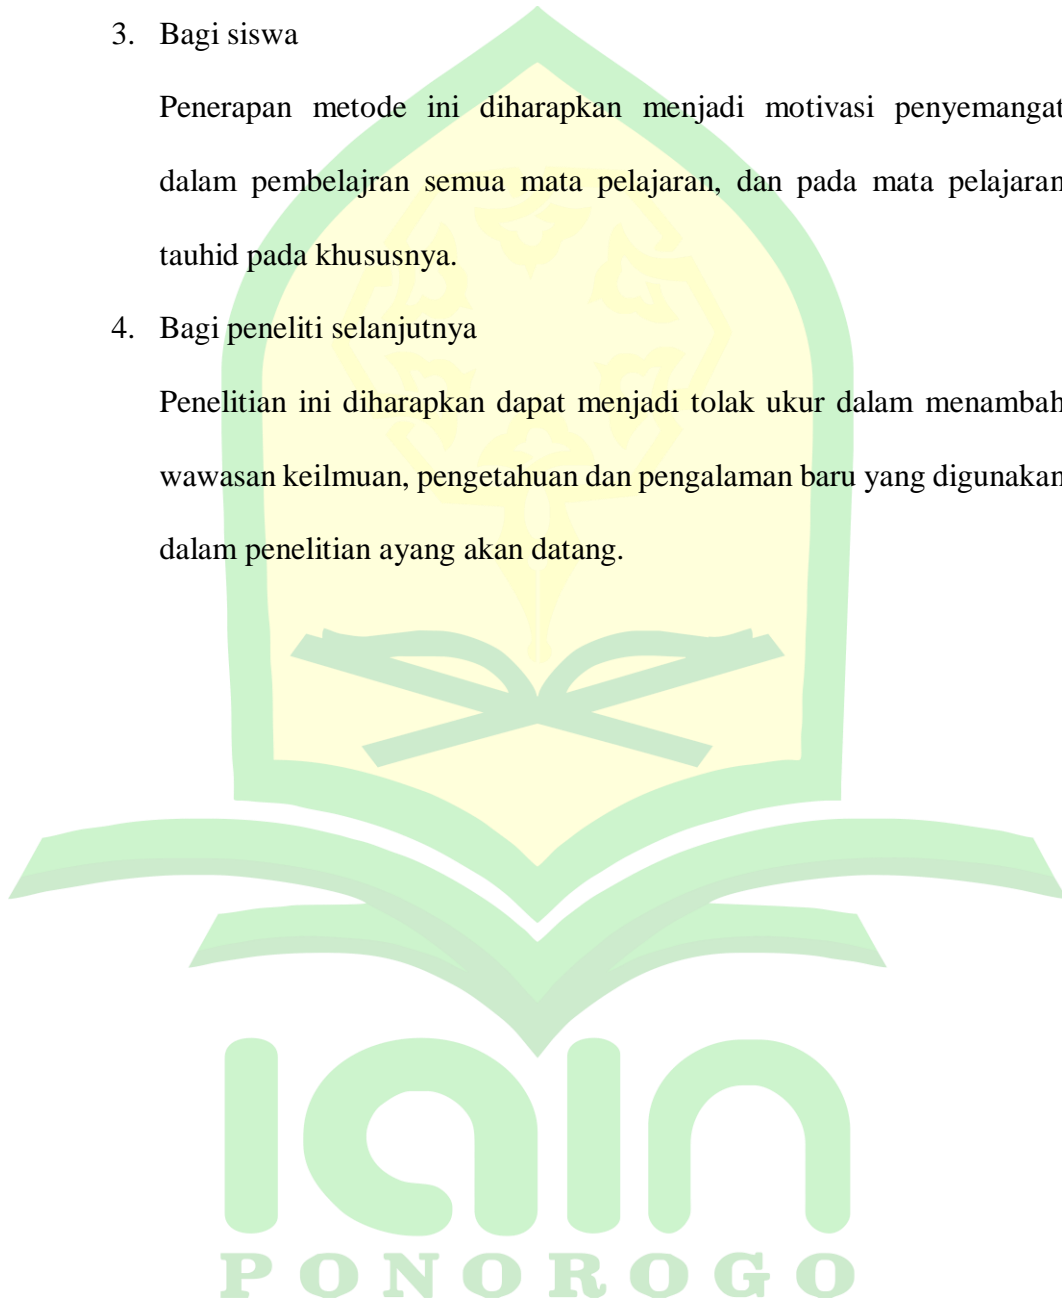 3. Bagi siswa
Penerapan metode ini diharapkan menjadi motivasi penyemangat
dalam pembelajran semua mata pelajaran, dan pada mata pelajaran
tauhid pada khususnya.
4. Bagi peneliti selanjutnya
Penelitian ini diharapkan dapat menjadi tolak ukur dalam menambah
wawasan keilmuan, pengetahuan dan pengalaman baru yang digunakan
dalam penelitian ayang akan datang.
IAIN
PONOROGO